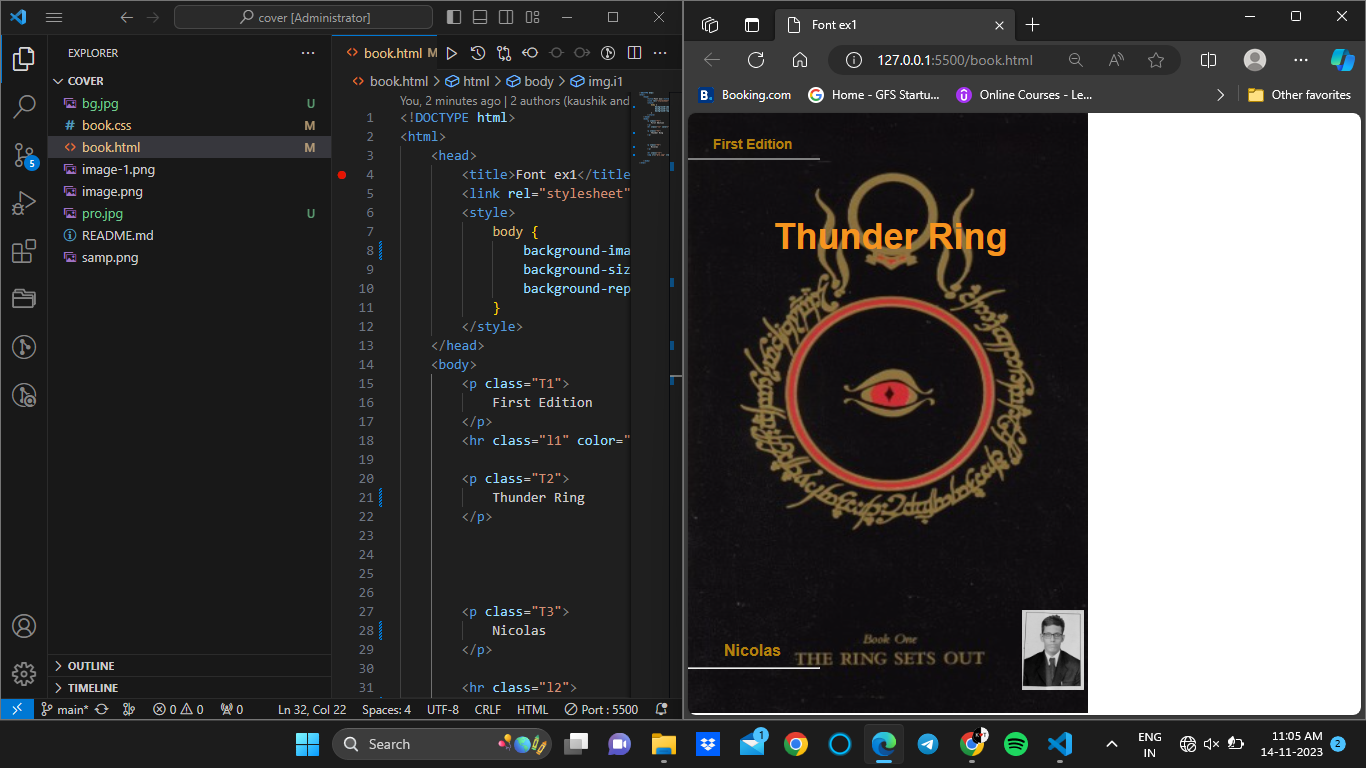 cover [Administrator]
EXPLORER
COVER
bg.jpg U
book.css M
book.html M
image-1.png
image.png
pro.jpg U
README.md
samp.png
OUTLINE
TIMELINE
book.html M
book.html > html > body > img.i1
You, 2 minutes ago | 2 authors (kaushik and
1 <!DOCTYPE html>
2 <html>
3 <head>
4 <title>Font ex1</title
5 <link rel="stylesheet"
6 <style>
7 body {
8 background-ima
9 background-siz
10 background-rep
11 }
12 </style>
13 </head>
14 <body>
15 <p class="T1">
16 First Edition
17 </p>
18 <hr class="l1" color="
19
20 <p class="T2">
21 Thunder Ring
22 </p>
23
24
25
26
27 <p class="T3">
28 Nicolas
29 </p>
30
31 <hr class="l2">
5
main* 0 0 0 Ln 32, Col 22 Spaces: 4 UTF-8 CRLF HTML Port : 5500
Font ex1
127.0.0.1:5500/book.html
B. Booking.com Home - GFS Startu... Online Courses - Le... Other favorites
First Edition
Thunder Ring
Book One
Nicolas THE RING SETS OUT
Search
1
ENG
IN
11:05 AM
14-11-2023
2